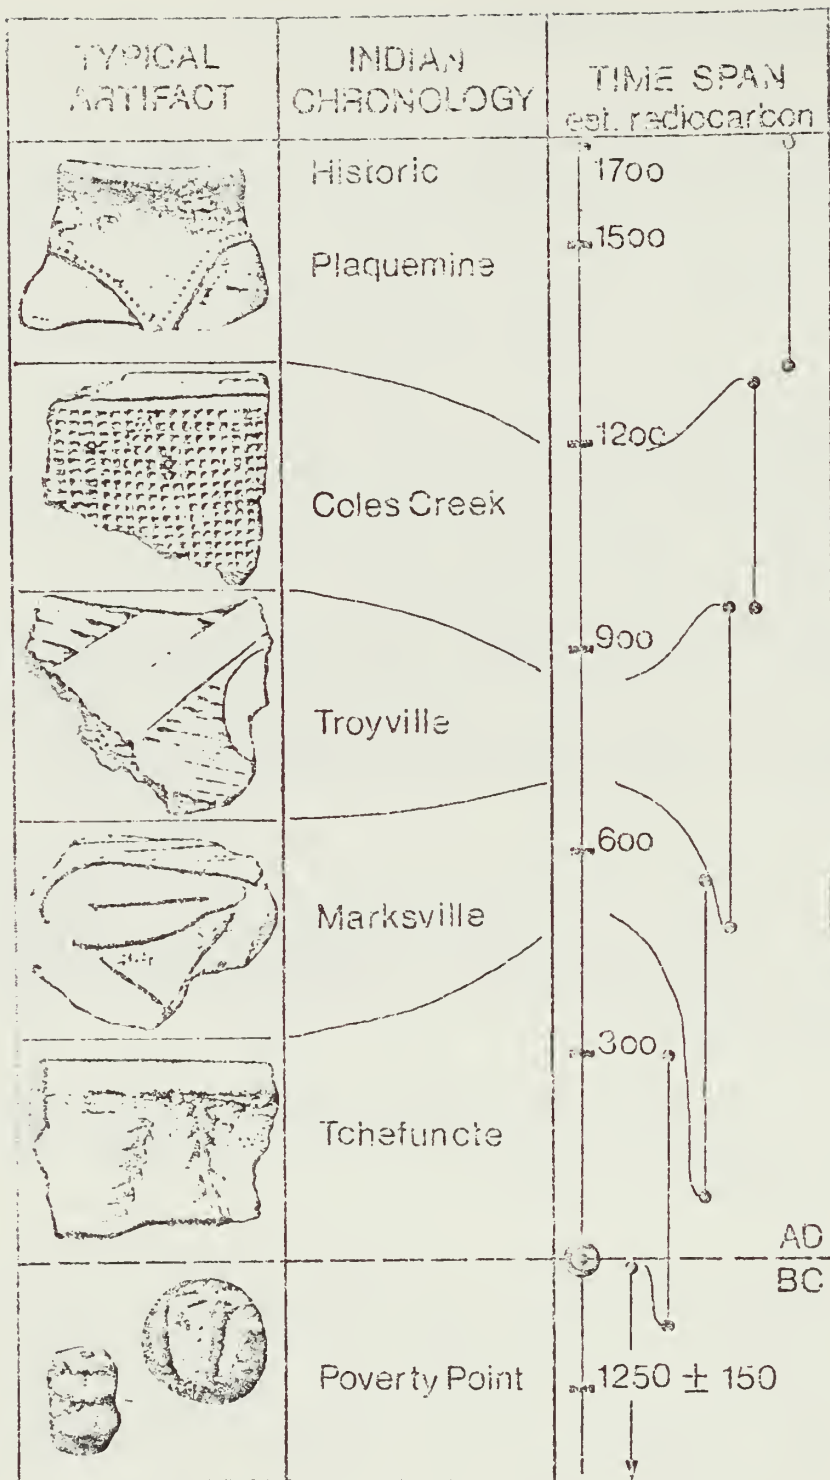 TYPICAL
ARTIFACT
INDIAN
CHRONOLOGY
TIME SPAN
est. radiocarbon
Historic
1700
1500
Plaquemine
1200
Coles Creek
900
Troyville
600
Marksville
300
Tchefuncte
AD
BC
Poverty Point
1250 ± 150